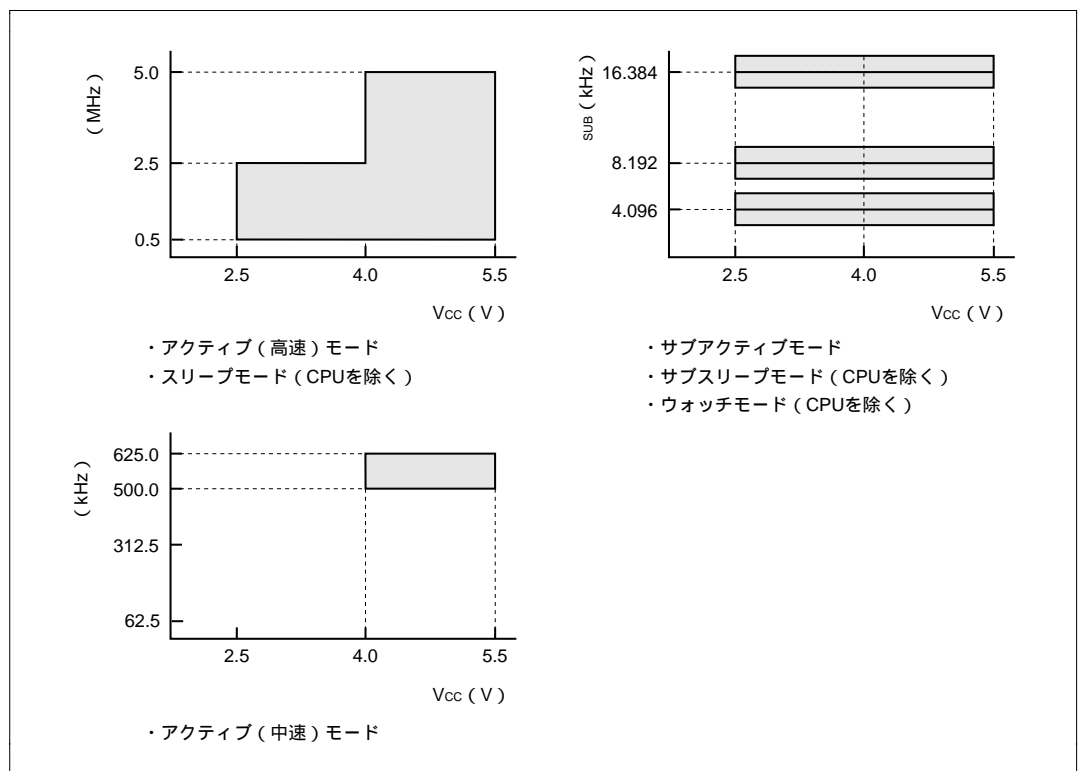 (MHz)
5.0
2.5
0.5
2.5 4.0 5.5
Vcc(V)
・アクティブ(高速)モード
・スリープモード(CPUを除く)
SUB(kHz)
16.384
8.192
4.096
2.5 4.0 5.5
Vcc(V)
・サブアクティブモード
・サブスリープモード(CPUを除く)
・ウォッチモード(CPUを除く)
(kHz)
625.0
500.0
312.5
62.5
2.5 4.0 5.5
Vcc(V)
・アクティブ(中速)モード